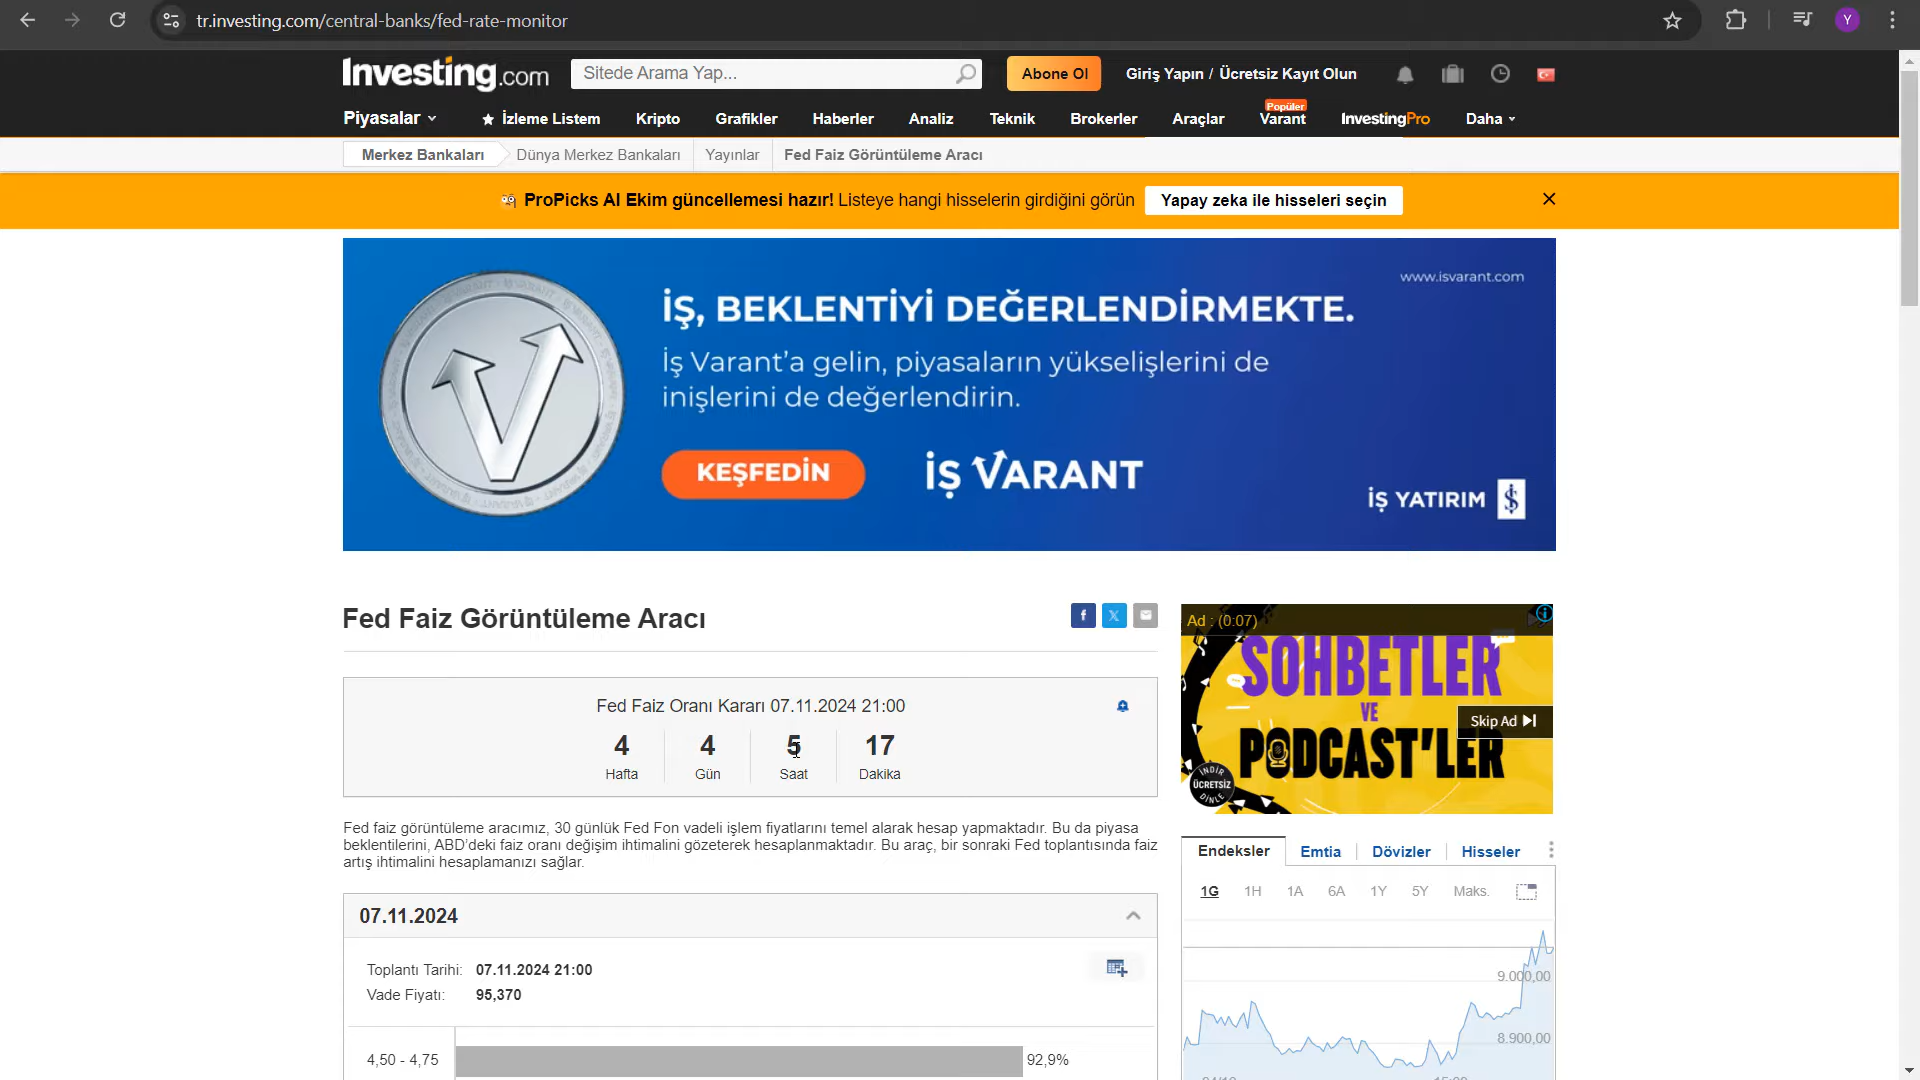 tr.investing.com/central-banks/fed-rate-monitor
Y
Investing.com
Sitede Arama Yap...
Abone Ol
Giriş Yapın / Ücretsiz Kayıt Olun
Piyasalar
İzleme Listem
Kripto
Grafikler
Haberler
Analiz
Teknik
Brokerler
Araçlar
Popüler
Varant
InvestingPro
Daha
Merkez Bankaları
Dünya Merkez Bankaları
Yayınlar
Fed Faiz Görüntüleme Aracı
ProPicks AI Ekim güncellemesi hazır! Listeye hangi hisselerin girdiğini görün
Yapay zeka ile hisseleri seçin
www.isvarant.com
İŞ, BEKLENTİYİ DEĞERLENDİRMEKTE.
İş Varant'a gelin, piyasaların yükselişlerini de
inişlerini de değerlendirin.
KEŞFEDİN
İŞ VARANT
İŞ YATIRIM
Fed Faiz Görüntüleme Aracı
Fed Faiz Oranı Kararı 07.11.2024 21:00
4 4 5 17
Hafta Gün Saat Dakika
Fed faiz görüntüleme aracımız, 30 günlük Fed Fon vadeli işlem fiyatlarını temel alarak hesap yapmaktadır. Bu da piyasa
beklentilerini, ABD'deki faiz oranı değişim ihtimalini gözeterek hesaplanmaktadır. Bu araç, bir sonraki Fed toplantısında faiz
artış ihtimalini hesaplamanızı sağlar.
07.11.2024
Toplantı Tarihi: 07.11.2024 21:00
Vade Fiyatı: 95,370
4,50 - 4,75
92,9%
Ad : (0:07)
SOHBETLER
VE
PODCAST'LER
Skip Ad
İNDİR
ÜCRETSİZ
DİNLE
Endeksler
Emtia
Dövizler
Hisseler
1G 1H 1A 6A 1Y 5Y Maks.
9.000,00
8.900,00